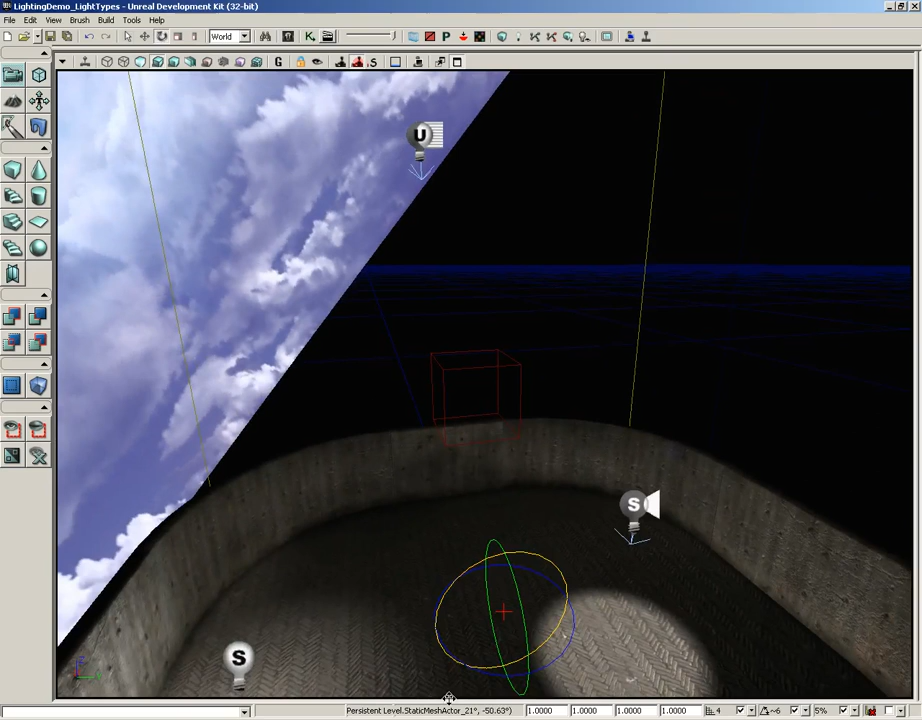 LightingDemo_LightTypes - Unreal Development Kit (32-bit)
File Edit View Brush Build Tools Help
World
K
P
G
S
U
S
S
Persistent Level.StaticMeshActor_21°, -50.63°)
1.0000 1.0000 1.0000 1.0000
4
~6
5%